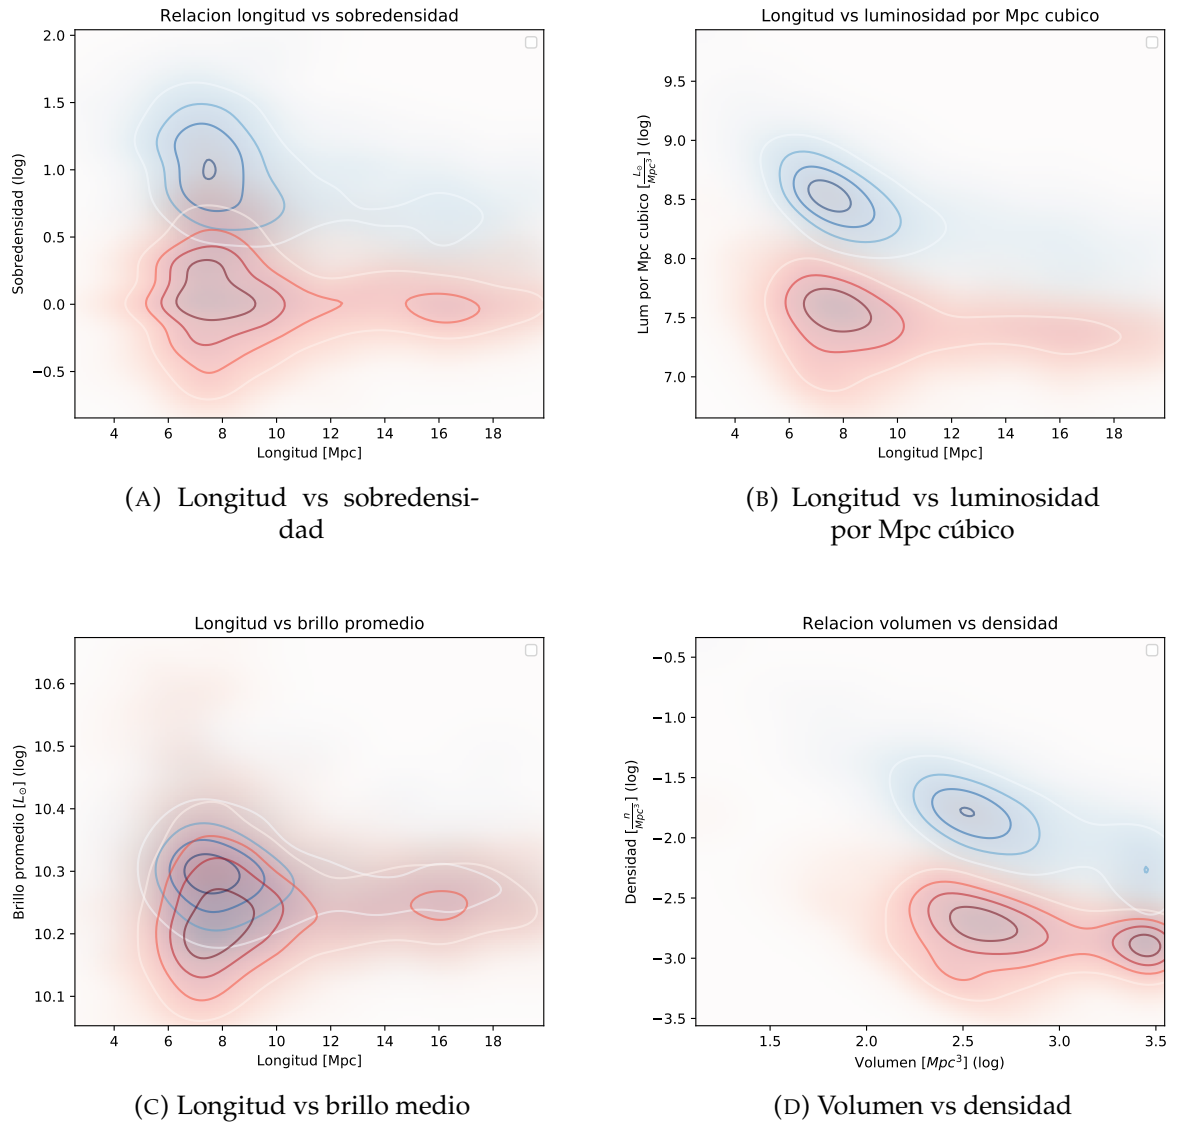 Relacion longitud vs sobredensidad
2.0
1.5
1.0
0.5
0.0
−0.5
Sobredensidad (log)
4 6 8 10 12 14 16 18
Longitud [Mpc]
(A) Longitud vs sobredensi-
dad
Longitud vs luminosidad por Mpc cubico
9.5
9.0
8.5
8.0
7.5
7.0
Lum por Mpc cubico [L⊙/Mpc³] (log)
4 6 8 10 12 14 16 18
Longitud [Mpc]
(B) Longitud vs luminosidad
por Mpc cúbico
Longitud vs brillo promedio
10.6
10.5
10.4
10.3
10.2
10.1
Brillo promedio [L⊙] (log)
4 6 8 10 12 14 16 18
Longitud [Mpc]
(C) Longitud vs brillo medio
Relacion volumen vs densidad
−0.5
−1.0
−1.5
−2.0
−2.5
−3.0
−3.5
Densidad [n/Mpc³] (log)
1.5 2.0 2.5 3.0 3.5
Volumen [Mpc³] (log)
(D) Volumen vs densidad